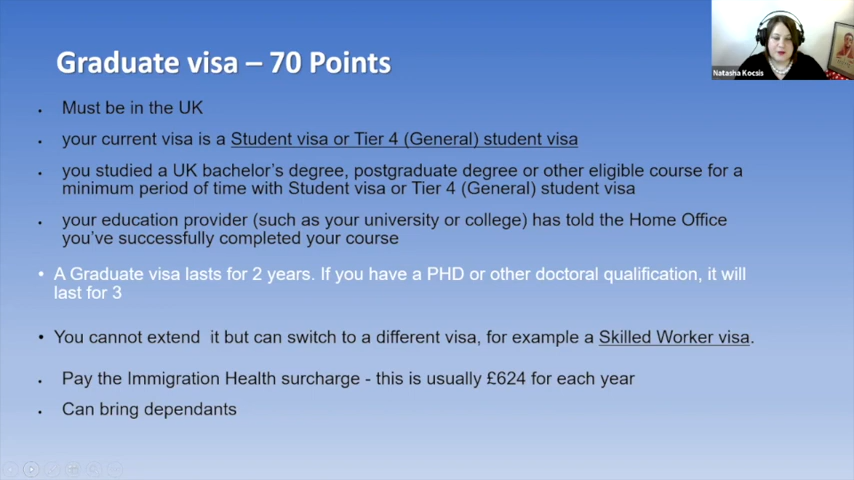 Graduate visa – 70 Points
Natasha Kocsis
• Must be in the UK
• your current visa is a Student visa or Tier 4 (General) student visa
• you studied a UK bachelor's degree, postgraduate degree or other eligible course for a
minimum period of time with Student visa or Tier 4 (General) student visa
• your education provider (such as your university or college) has told the Home Office
you've successfully completed your course
• A Graduate visa lasts for 2 years. If you have a PHD or other doctoral qualification, it will
last for 3
• You cannot extend it but can switch to a different visa, for example a Skilled Worker visa.
• Pay the Immigration Health surcharge - this is usually £624 for each year
• Can bring dependants